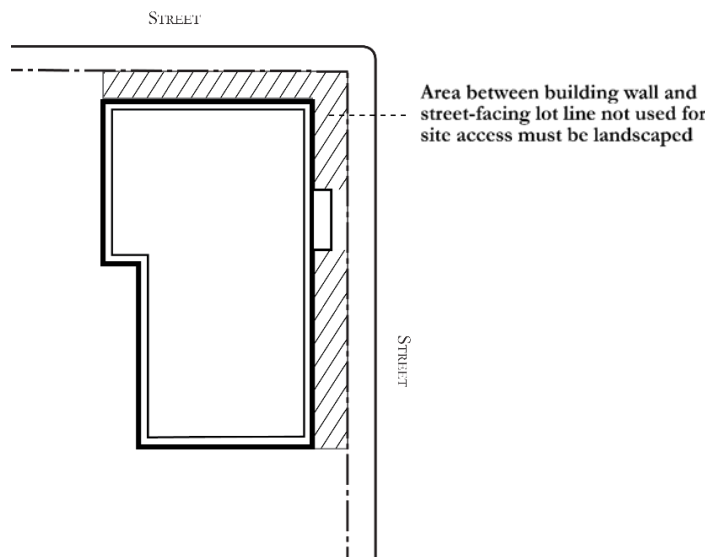 STREET
Area between building wall and
street-facing lot line not used for
site access must be landscaped
STREET